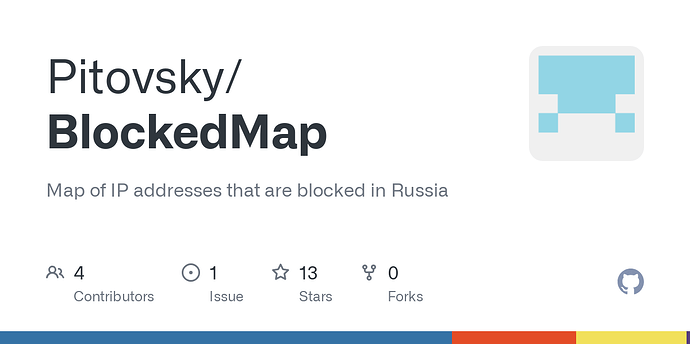 Pitovsky/
BlockedMap
Map of IP addresses that are blocked in Russia
4
Contributors
1
Issue
13
Stars
0
Forks